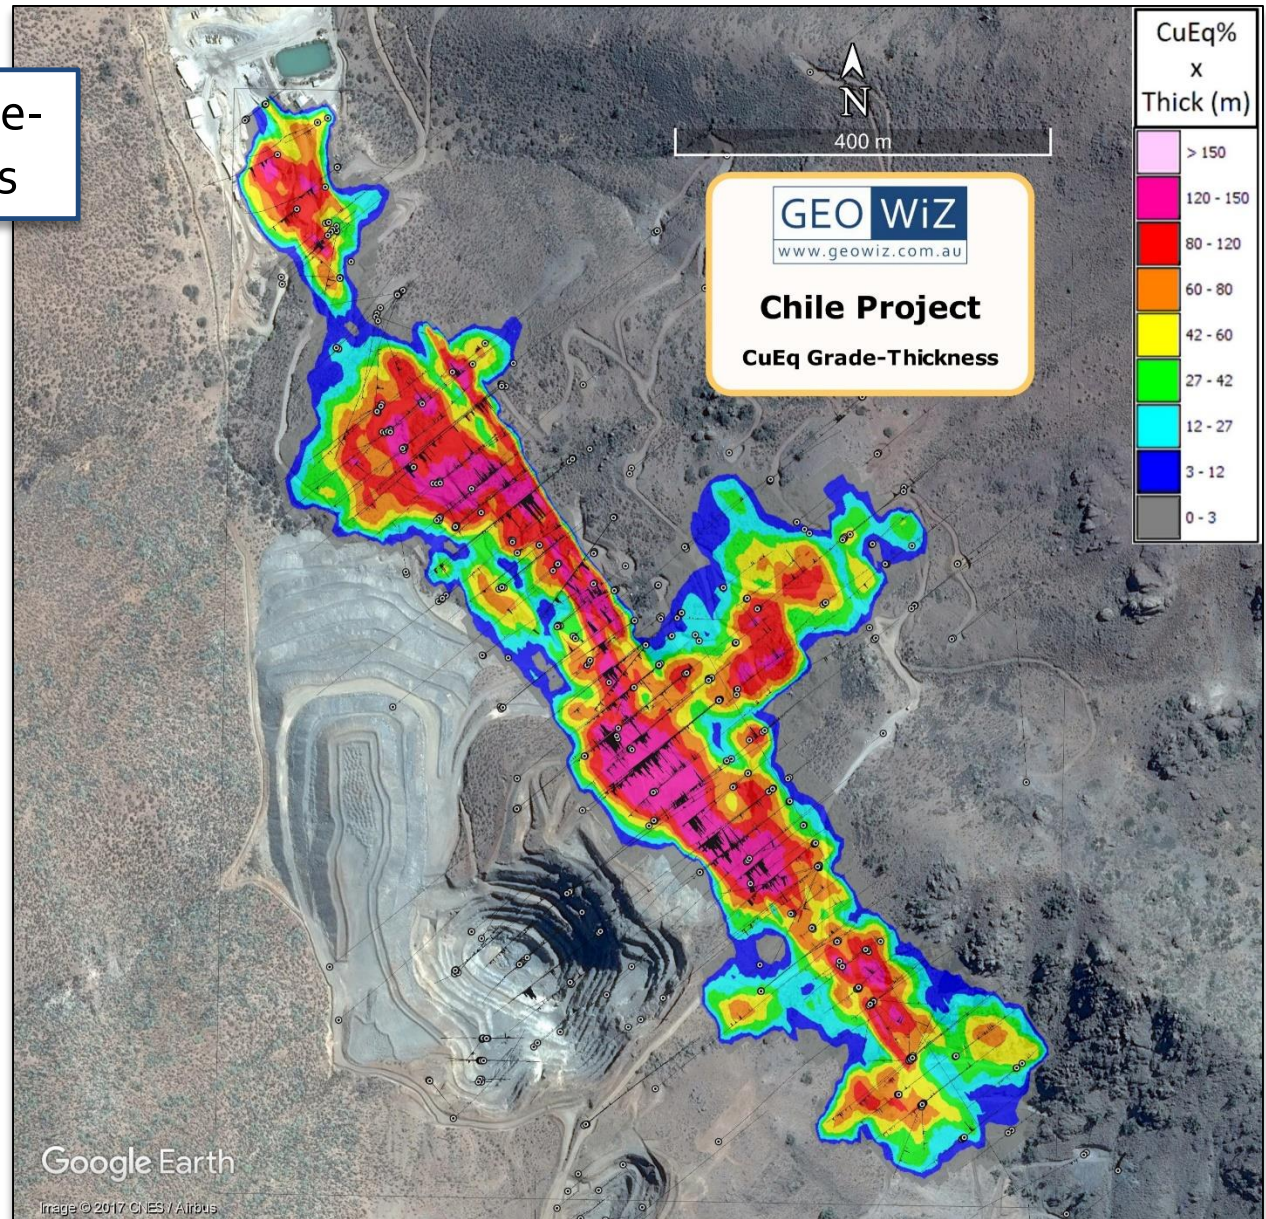 e-
s
N
400 m
GEO WiZ
www.geowiz.com.au
Chile Project
CuEq Grade-Thickness
CuEq%
x
Thick (m)
> 150
120 - 150
80 - 120
60 - 80
42 - 60
27 - 42
12 - 27
3 - 12
0 - 3
Google Earth
Image © 2017 CNES / Airbus